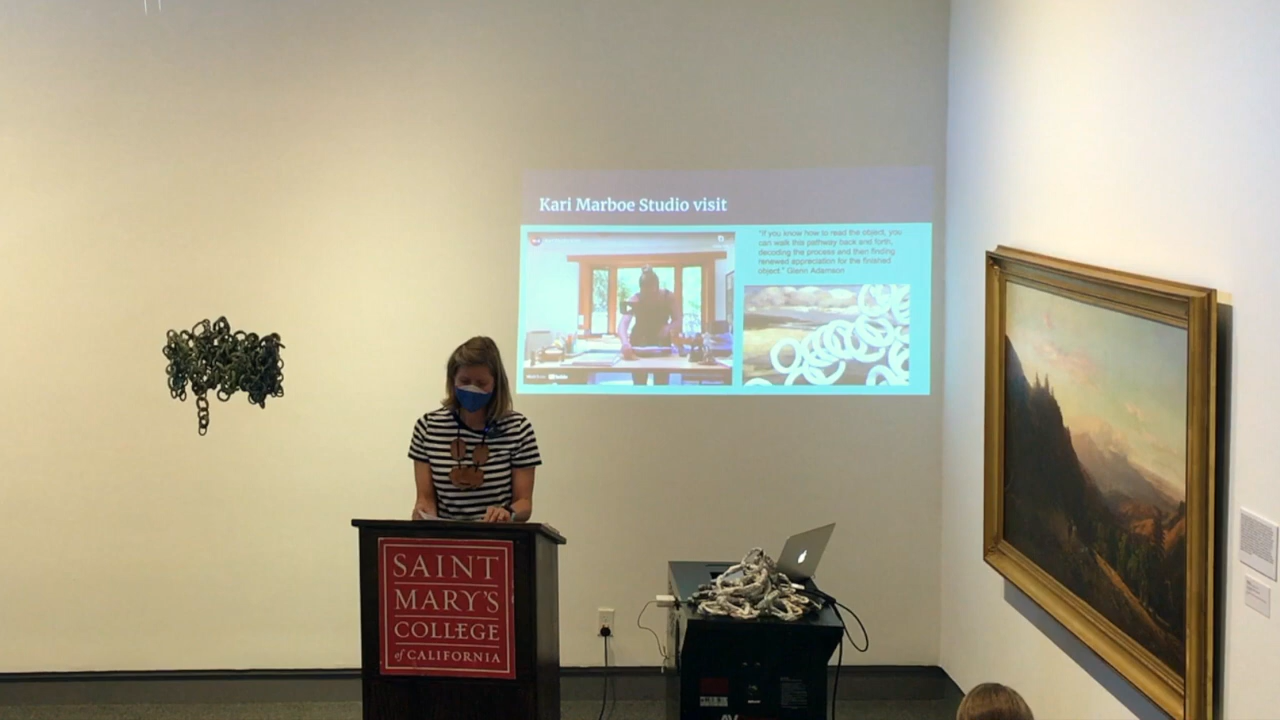 Kari Marboe Studio visit
"If you know how to read the object, you
can walk this pathway back and forth,
decoding the process and then finding
renewed appreciation for the finished
object." Glenn Adamson
SAINT
MARY'S
COLLEGE
of CALIFORNIA
AV